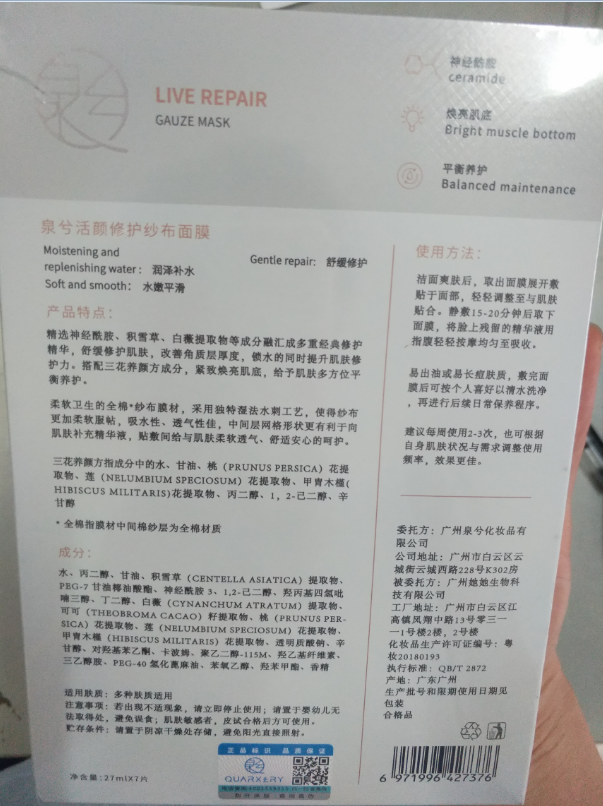 LIVE REPAIR
GAUZE MASK
神经酰胺
ceramide
焕亮肌底
Bright muscle bottom
平衡养护
Balanced maintenance
泉兮活颜修护纱布面膜
Moistening and
replenishing water： 润泽补水
Soft and smooth： 水嫩平滑
Gentle repair： 舒缓修护
产品特点：
精选神经酰胺、积雪草、白薇提取物等成分融汇成多重经典修护
精华，舒缓修护肌肤，改善角质层厚度，锁水的同时提升肌肤修
护力。搭配三花养颜方成分，紧致焕亮肌底，给予肌肤多方位平
衡养护。
柔软卫生的全棉*纱布膜材，采用独特湿法水刺工艺，使得纱布
更加柔软服帖，吸水性、透气性佳，中间层网格形状更有利于向
肌肤补充精华液，贴敷间给与肌肤柔软透气、舒适安心的呵护。
三花养颜方指成分中的水、甘油、桃（PRUNUS PERSICA）花提
取物、莲（NELUMBIUM SPECIOSUM）花提取物、甲青木槿(
HIBISCUS MILITARIS)花提取物、丙二醇、1，2-己二醇、辛
甘醇
* 全棉指膜材中间棉纱层为全棉材质
成分：
水、丙二醇、甘油、积雪草（CENTELLA ASIATICA）提取物、
PEG-7 甘油椰油酸酯、神经酰胺 3、1,2-己二醇、羟丙基四氢吡
喃三醇、丁二醇、白薇（CYNANCHUM ATRATUM）提取物、
可可（THEOBROMA CACAO）籽提取物、桃（PRUNUS PER-
SICA）花提取物、莲（NELUMBIUM SPECIOSUM）花提取物、
甲青木槿（HIBISCUS MILITARIS）花提取物、透明质酸钠、辛
甘醇、对羟基苯乙酮、卡波姆、聚乙二醇-115M、羟乙基纤维素、
三乙醇胺、PEG-40 氢化蓖麻油、苯氧乙醇、羟苯甲酯、香精
适用肤质：多种肤质适用
注意事项：若出现不适现象，请立即停止使用；请置于婴幼儿无
法取得处，避免误食；肌肤敏感者，皮试合格后方可使用。
贮存条件：请置于阴凉干燥处存储，避免阳光直接照射。
净含量：27ml X 7片
正品标识 品质保证
QUARXERY
使用方法：
洁面爽肤后，取出面膜展开敷
贴于面部，轻轻调整至与肌肤
贴合。静敷15-20分钟后取下
面膜，将脸上残留的精华液用
指腹轻轻按摩均匀至吸收。
易出油或易长痘肤质，敷完面
膜后可按个人喜好以清水洗净
，再进行后续日常保养程序。
建议每周使用2-3次，也可根据
自身肌肤状况与需求调整使用
频率，效果更佳。
委托方：广州泉兮化妆品有
限公司
公司地址：广州市白云区云
城街云城西路228号K302房
被委托方：广州她她生物科
技有限公司
工厂地址：广州市白云区江
高镇凤翔中路13号零三一
一1号楼2楼，2号楼
化妆品生产许可证编号：粤
妆20180193
执行标准：QB/T 2872
产地：广东广州
生产批号和限期使用日期见
包装
合格品
6 971996 427376